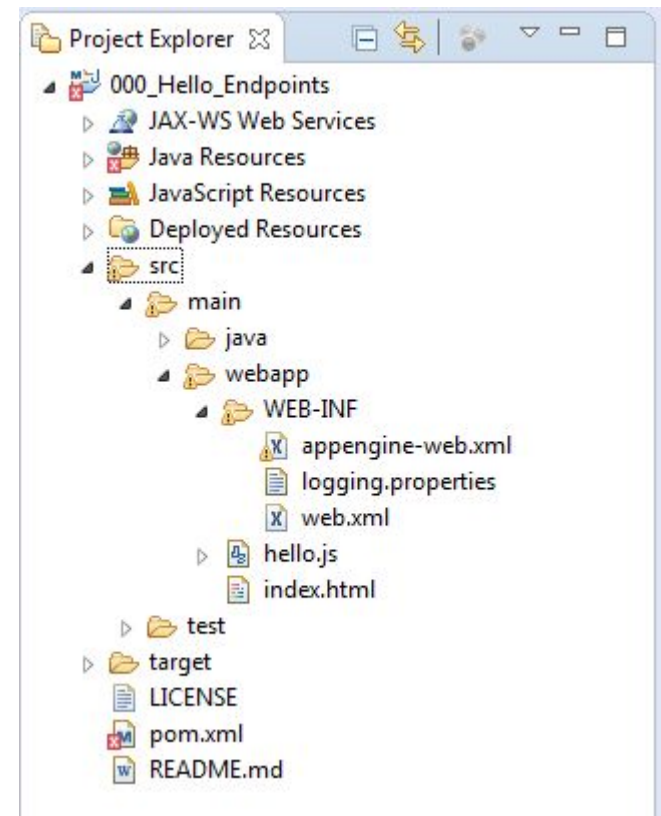 Project Explorer
000_Hello_Endpoints
JAX-WS Web Services
Java Resources
JavaScript Resources
Deployed Resources
src
main
java
webapp
WEB-INF
appengine-web.xml
logging.properties
web.xml
hello.js
index.html
test
target
LICENSE
pom.xml
README.md